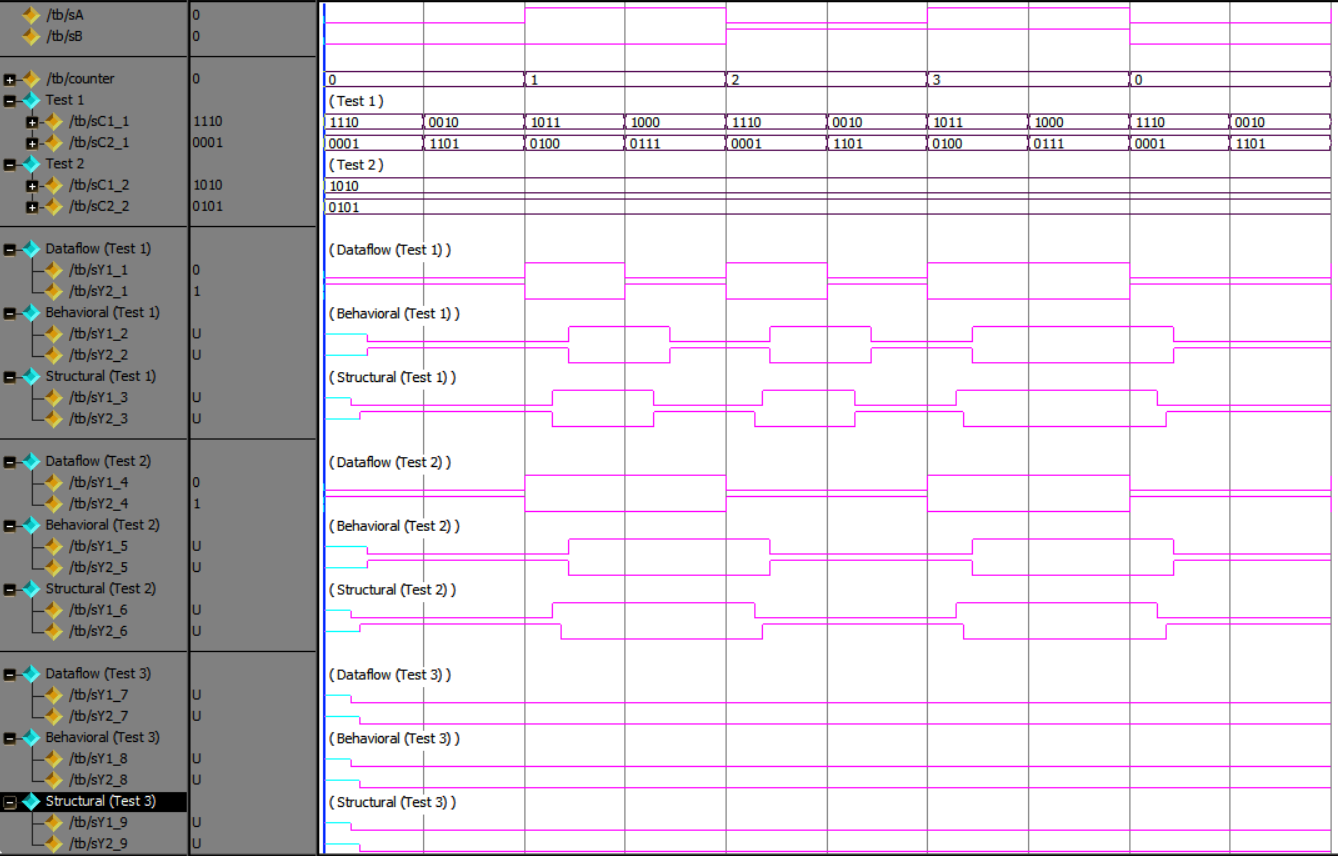 /tb/sA 0
/tb/sB 0
/tb/counter 0 0 1 2 3 0
Test 1 (Test 1)
/tb/sC1_1 1110 1110 0010 1011 1000 1110 0010 1011 1000 1110 0010
/tb/sC2_1 0001 0001 1101 0100 0111 0001 1101 0100 0111 0001 1101
Test 2 (Test 2)
/tb/sC1_2 1010 1010
/tb/sC2_2 0101 0101
Dataflow (Test 1) (Dataflow (Test 1))
/tb/sY1_1 0
/tb/sY2_1 1
Behavioral (Test 1) (Behavioral (Test 1))
/tb/sY1_2 U
/tb/sY2_2 U
Structural (Test 1) (Structural (Test 1))
/tb/sY1_3 U
/tb/sY2_3 U
Dataflow (Test 2) (Dataflow (Test 2))
/tb/sY1_4 0
/tb/sY2_4 1
Behavioral (Test 2) (Behavioral (Test 2))
/tb/sY1_5 U
/tb/sY2_5 U
Structural (Test 2) (Structural (Test 2))
/tb/sY1_6 U
/tb/sY2_6 U
Dataflow (Test 3) (Dataflow (Test 3))
/tb/sY1_7 U
/tb/sY2_7 U
Behavioral (Test 3) (Behavioral (Test 3))
/tb/sY1_8 U
/tb/sY2_8 U
Structural (Test 3) (Structural (Test 3))
/tb/sY1_9 U
/tb/sY2_9 U